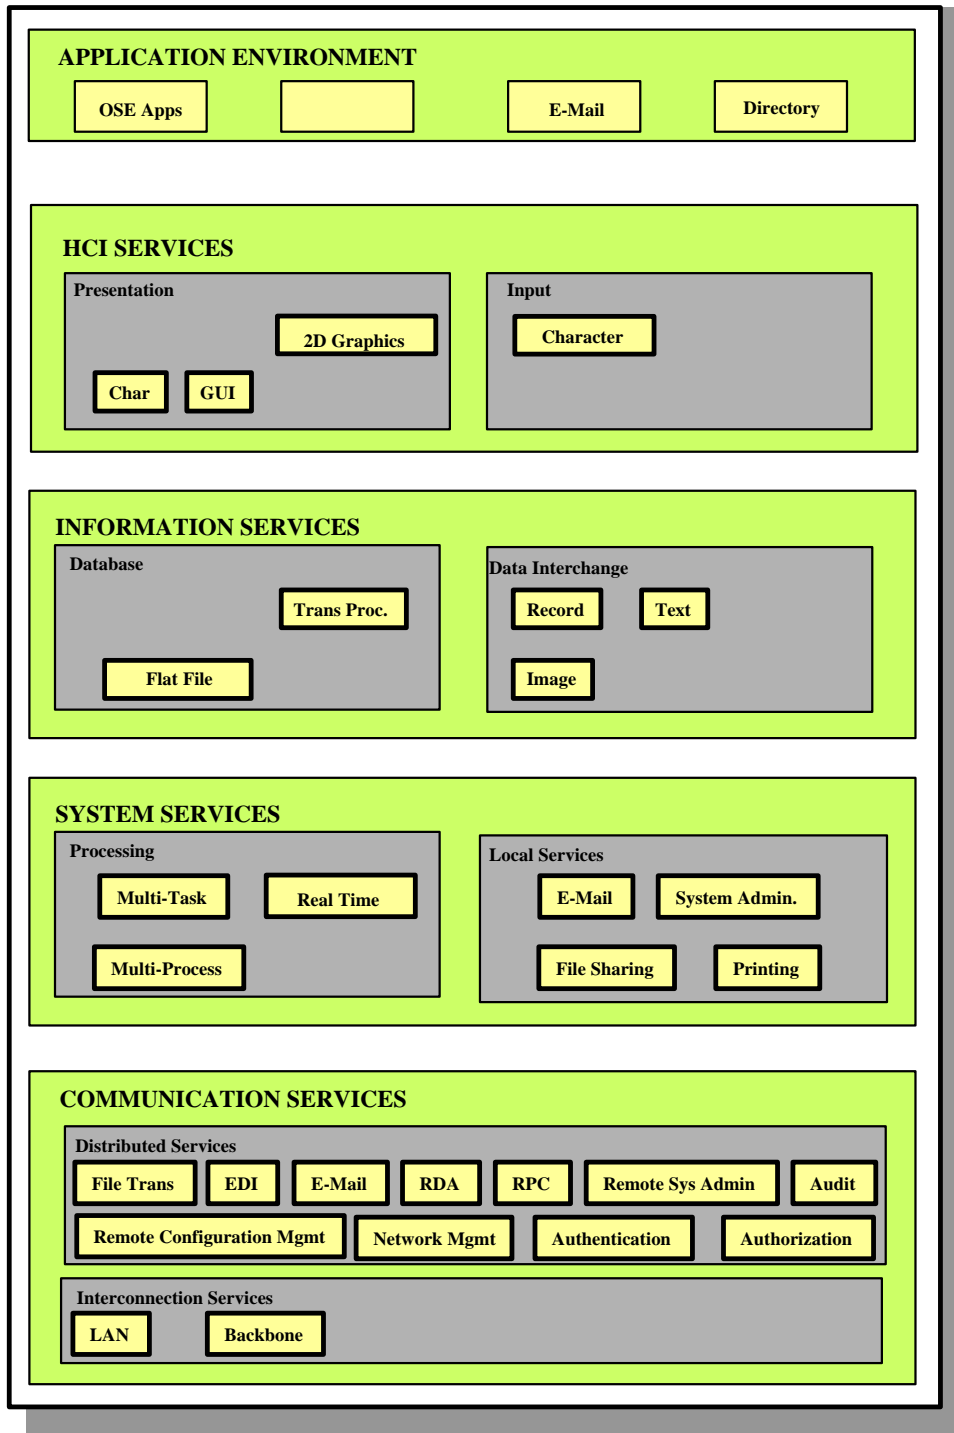 APPLICATION ENVIRONMENT
OSE Apps
E-Mail
Directory
HCI SERVICES
Presentation
2D Graphics
Char
GUI
Input
Character
INFORMATION SERVICES
Database
Trans Proc.
Flat File
Data Interchange
Record
Text
Image
SYSTEM SERVICES
Processing
Multi-Task
Real Time
Multi-Process
Local Services
E-Mail
System Admin.
File Sharing
Printing
COMMUNICATION SERVICES
Distributed Services
File Trans
EDI
E-Mail
RDA
RPC
Remote Sys Admin
Audit
Remote Configuration Mgmt
Network Mgmt
Authentication
Authorization
Interconnection Services
LAN
Backbone